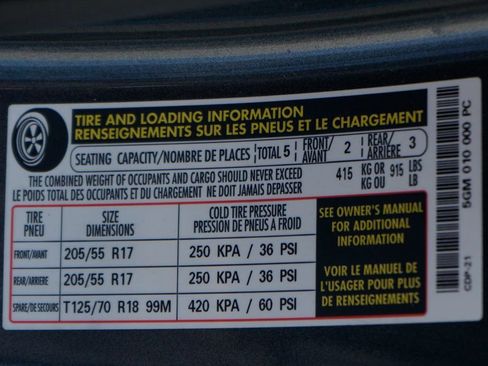 TIRE AND LOADING INFORMATION
RENSEIGNEMENTS SUR LES PNEUS ET LE CHARGEMENT
SEATING CAPACITY/NOMBRE DE PLACES TOTAL 5 FRONT/AVANT 2 REAR/ARRIÈRE 3
THE COMBINED WEIGHT OF OCCUPANTS AND CARGO SHOULD NEVER EXCEED
LE POIDS TOTAL DES OCCUPANTS ET DU CHARGEMENT NE DOIT JAMAIS DÉPASSER
415 KG OR 915 LBS
KG OU LB
TIRE PNEU
SIZE DIMENSIONS
COLD TIRE PRESSURE
PRESSION DE PNEUS A FROID
FRONT/AVANT 205/55 R17 250 KPA / 36 PSI
REAR/ARRIERE 205/55 R17 250 KPA / 36 PSI
SPARE/DE SECOURS T125/70 R18 99M 420 KPA / 60 PSI
SEE OWNER'S MANUAL
FOR ADDITIONAL
INFORMATION
VOIR LE MANUEL DE
L'USAGER POUR PLUS
DE RENSEIGNEMENTS
5GM 010 000 PC
CDP-21